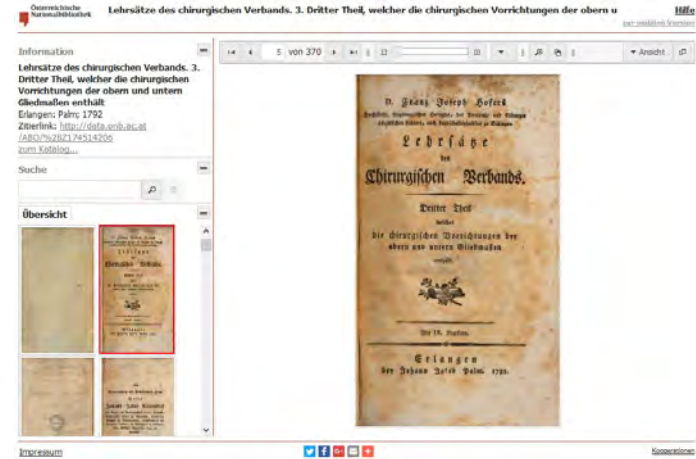 Österreichische
Nationalbibliothek
Lehrsätze des chirurgischen Verbands. 3. Dritter Theil, welcher die chirurgischen Vorrichtungen der obern u
Hilfe
zur mobilen Version
Information
Lehrsätze des chirurgischen Verbands. 3.
Dritter Theil, welcher die chirurgischen
Vorrichtungen der obern und untern
Gliedmaßen enthält
Erlangen: Palm; 1792
Zitierlink: http://data.onb.ac.at
/ABO/%2BZ174514206
zum Katalog...
Suche
Übersicht
5 von 370
Ansicht
D. Franz Joseph Hofers
Lehrsätze
des
Chirurgischen Verbands.
Dritter Theil
welcher
die chirurgischen Vorrichtungen der
obern und untern Gliedmaßen
enthält.
Mit IX. Kupfern.
Erlangen
bey Johann Jakob Palm. 1792.
Impressum
Kooperationen